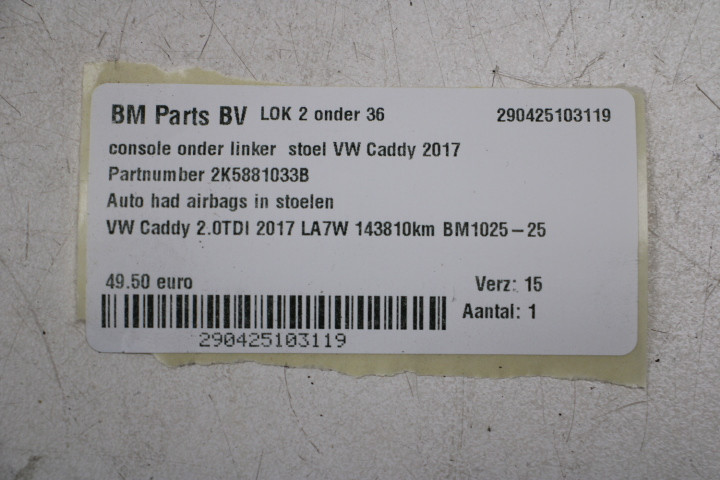 BM Parts BV LOK 2 onder 36 290425103119
console onder linker stoel VW Caddy 2017
Partnumber 2K5881033B
Auto had airbags in stoelen
VW Caddy 2.0TDI 2017 LA7W 143810km BM1025-25
49.50 euro Verz: 15
Aantal: 1
290425103119